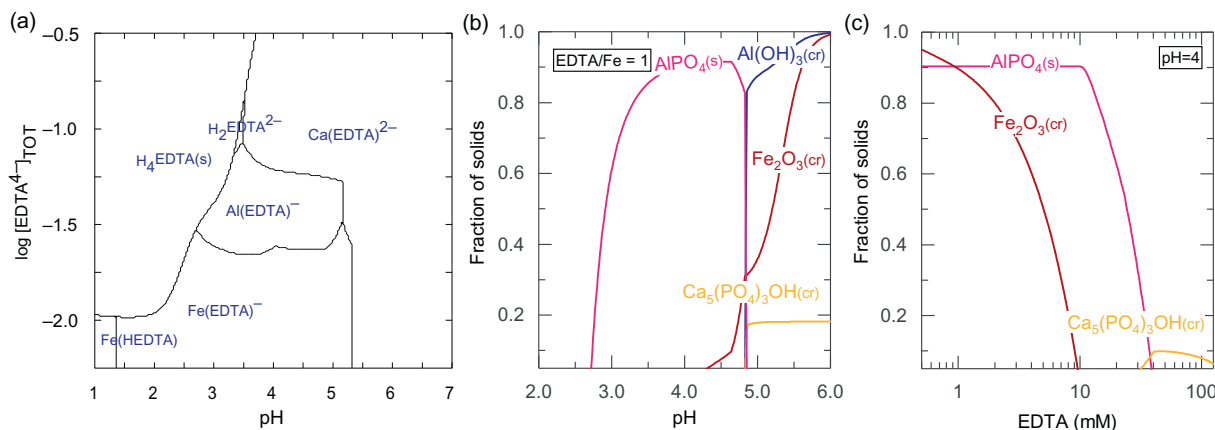 (a)
−0.5
−1.0
−1.5
−2.0
log [EDTA⁴⁻]TOT
H₂EDTA²⁻
Ca(EDTA)²⁻
H₄EDTA(s)
Al(EDTA)⁻
Fe(EDTA)⁻
Fe(HEDTA)
1 2 3 4 5 6 7
pH
(b)
1.0
0.8
0.6
0.4
0.2
Fraction of solids
EDTA/Fe = 1
AlPO₄(s)
Al(OH)₃(cr)
Fe₂O₃(cr)
Ca₅(PO₄)₃OH(cr)
2.0 3.0 4.0 5.0 6.0
pH
(c)
1.0
0.8
0.6
0.4
0.2
Fraction of solids
AlPO₄(s)
pH=4
Fe₂O₃(cr)
Ca₅(PO₄)₃OH(cr)
1 10 100
EDTA (mM)